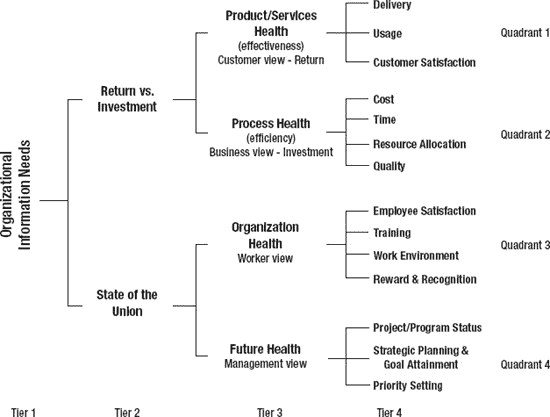 Organizational
Information Needs
Return vs.
Investment
State of the
Union
Product/Services
Health
(effectiveness)
Customer view - Return
Process Health
(efficiency)
Business view - Investment
Organization
Health
Worker view
Future Health
Management view
Delivery
Usage
Customer Satisfaction
Quadrant 1
Cost
Time
Resource Allocation
Quality
Quadrant 2
Employee Satisfaction
Training
Work Environment
Reward & Recognition
Quadrant 3
Project/Program Status
Strategic Planning &
Goal Attainment
Priority Setting
Quadrant 4
Tier 1
Tier 2
Tier 3
Tier 4